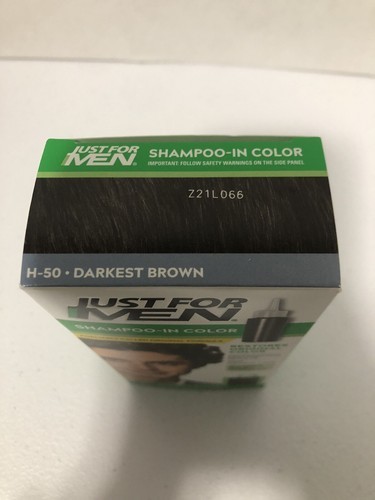 JUST FOR
MEN
SHAMPOO-IN COLOR
IMPORTANT: FOLLOW SAFETY WARNINGS ON THE SIDE PANEL
Z21L066
H-50 • DARKEST BROWN
JUST FOR
MEN
SHAMPOO-IN COLOR